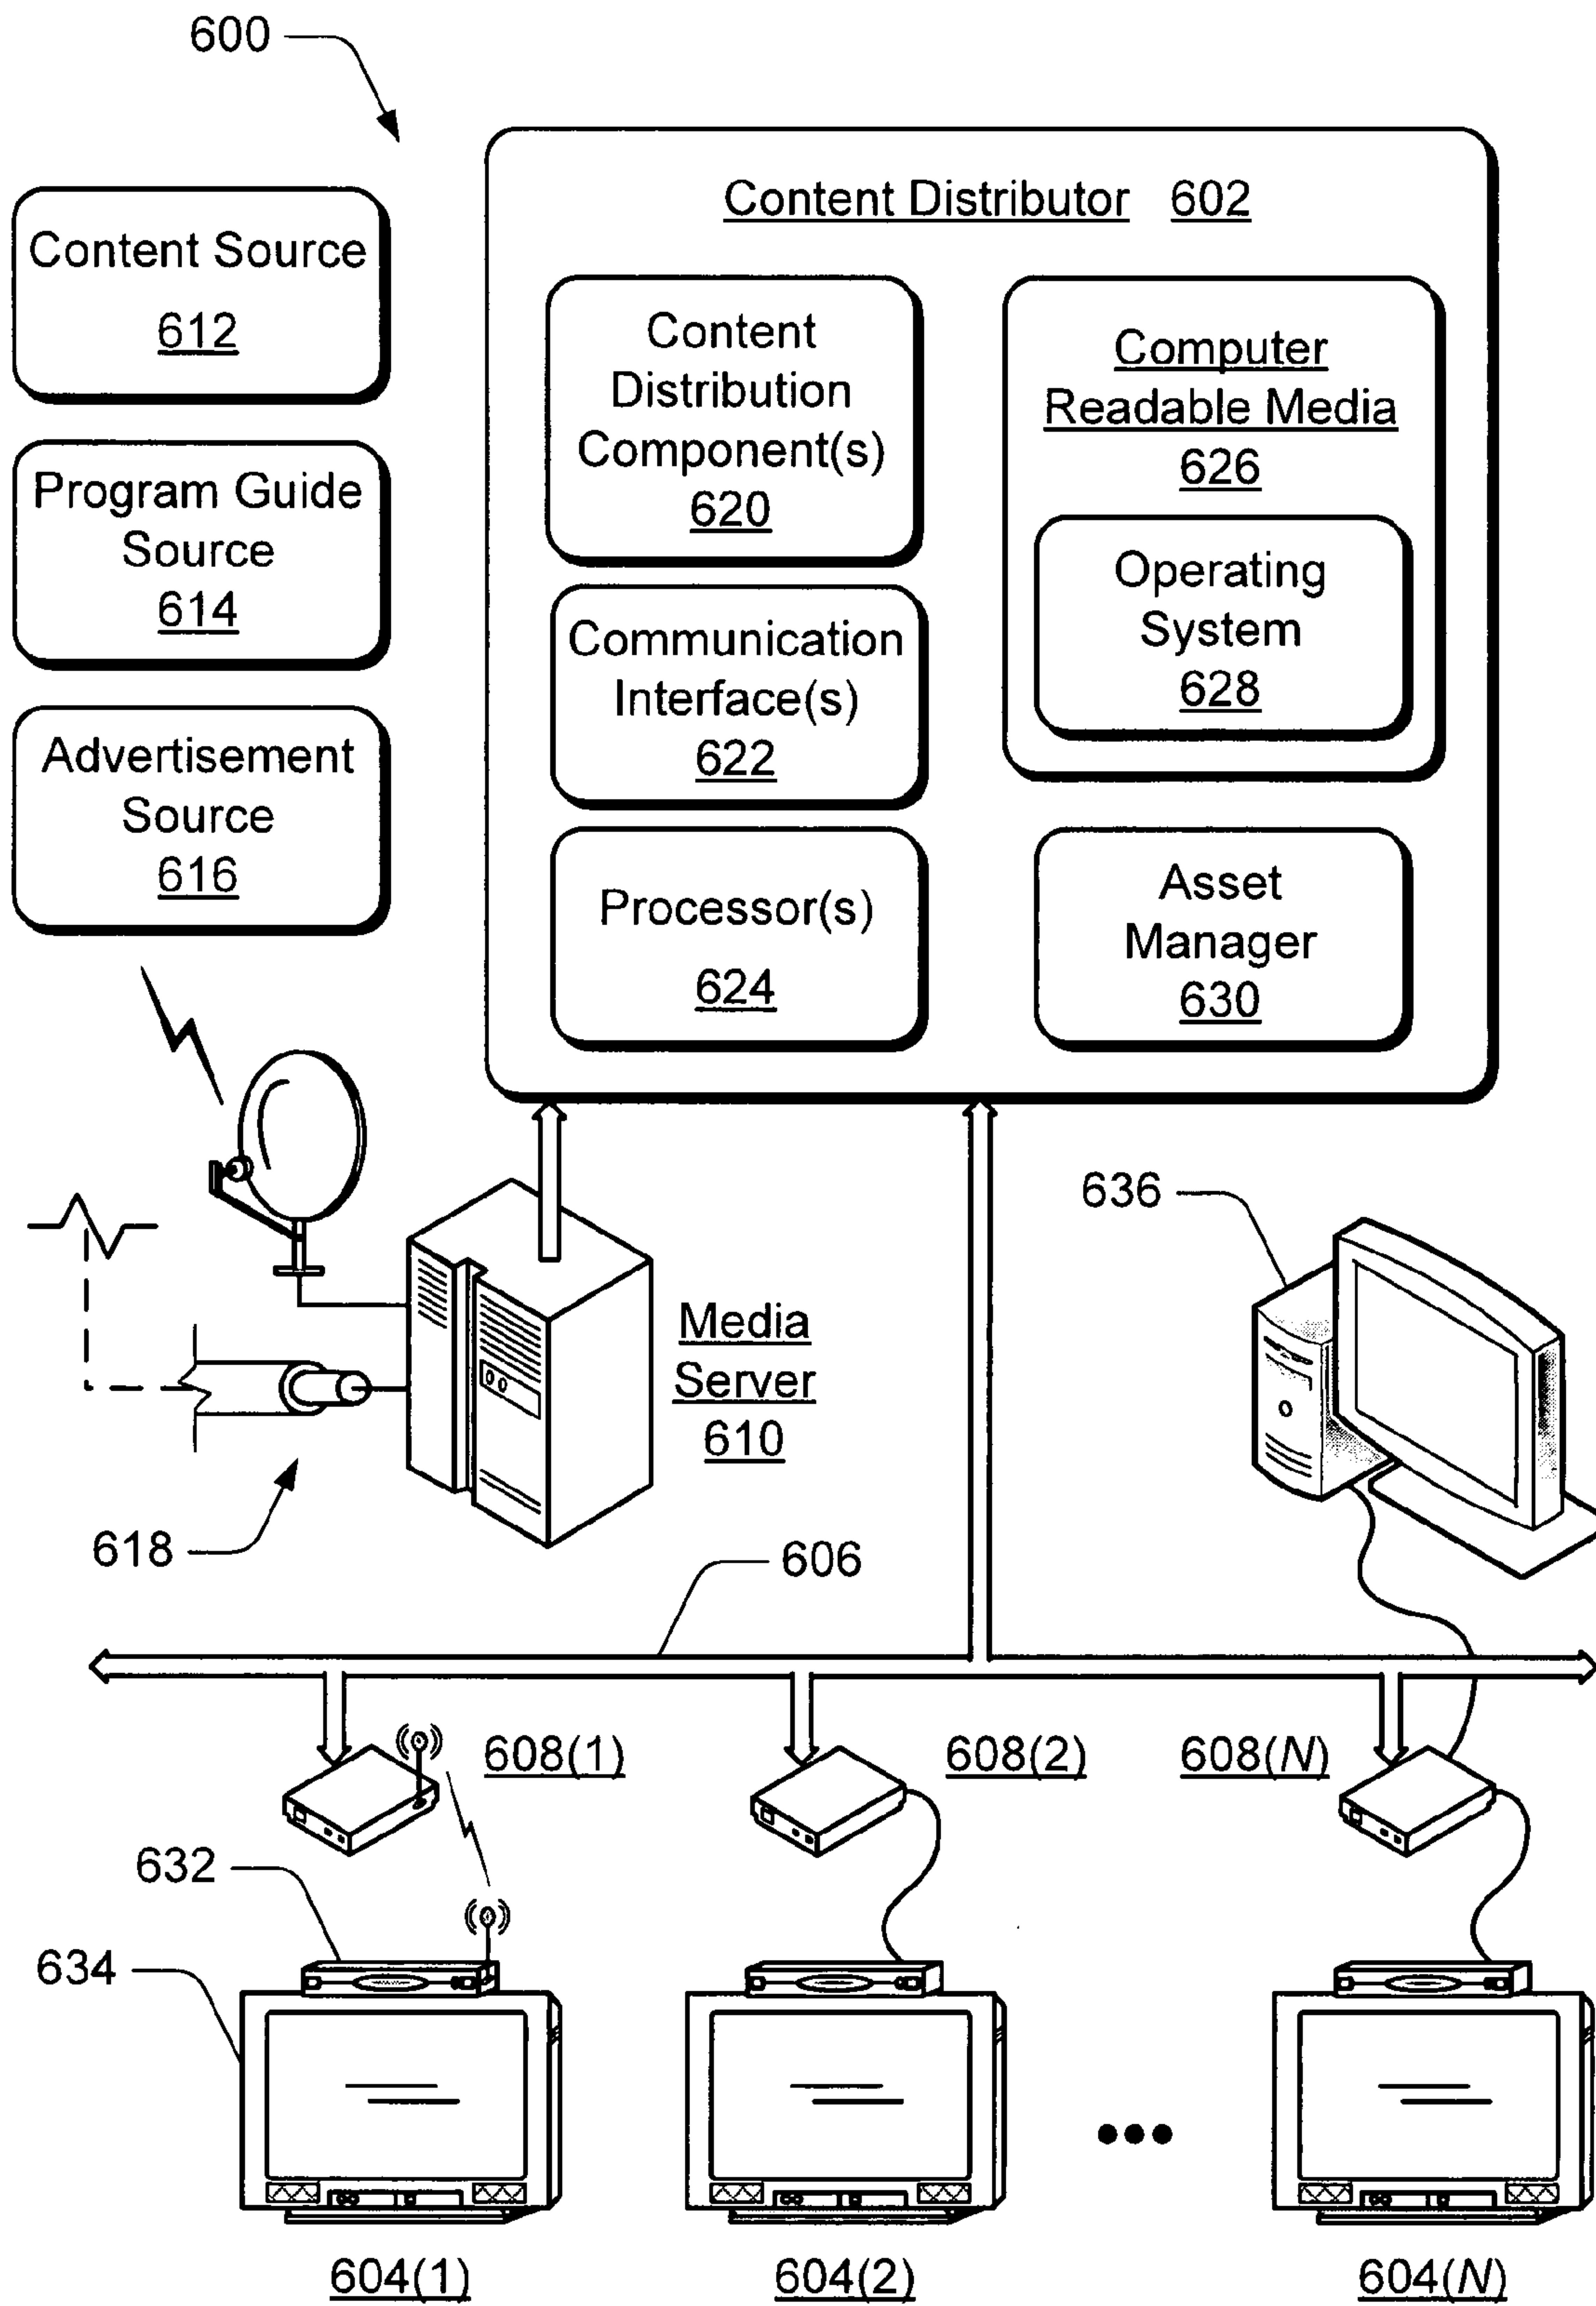 600
Content Distributor 602
Content Source
612
Program Guide
Source
614
Advertisement
Source
616
Content
Distribution
Component(s)
620
Communication
Interface(s)
622
Processor(s)
624
Computer
Readable Media
626
Operating
System
628
Asset
Manager
630
636
Media
Server
610
618
606
608(1)
608(2)
608(N)
632
634
604(1)
604(2)
604(N)